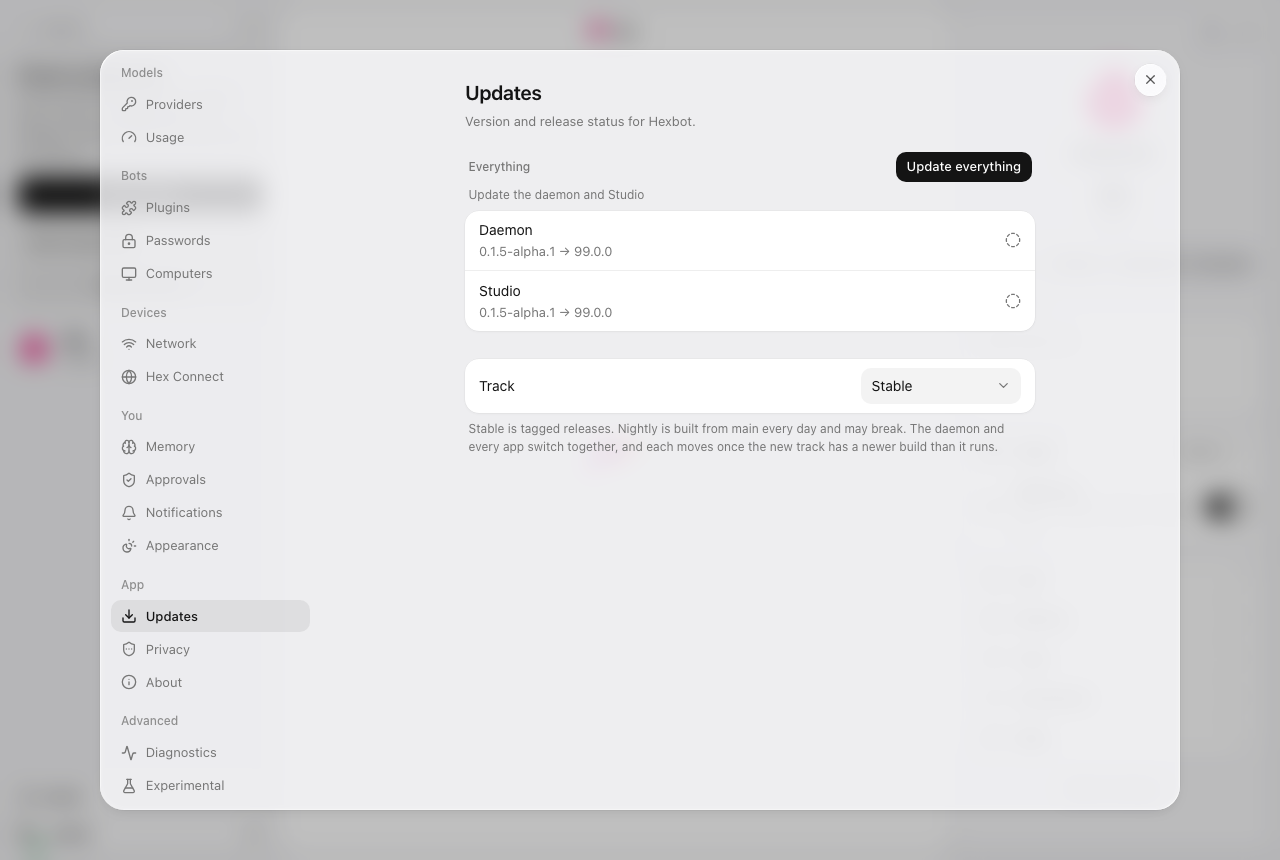 Models
Providers
Usage
Bots
Plugins
Passwords
Computers
Devices
Network
Hex Connect
You
Memory
Approvals
Notifications
Appearance
App
Updates
Privacy
About
Advanced
Diagnostics
Experimental
Updates
Version and release status for Hexbot.
Everything
Update everything
Update the daemon and Studio
Daemon
0.1.5-alpha.1 → 99.0.0
Studio
0.1.5-alpha.1 → 99.0.0
Track
Stable
Stable is tagged releases. Nightly is built from main every day and may break. The daemon and
every app switch together, and each moves once the new track has a newer build than it runs.